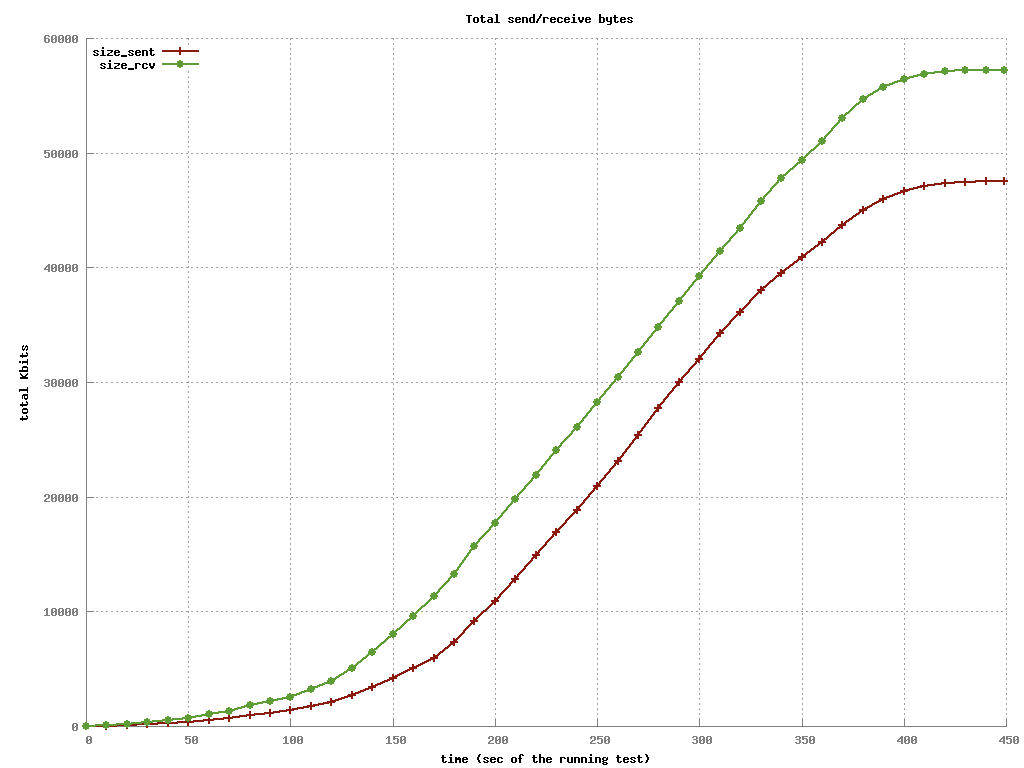 Total send/receive bytes
60000
size_sent
size_rcv
50000
40000
total Kbits
30000
20000
10000
0
0 50 100 150 200 250 300 350 400 450
time (sec of the running test)